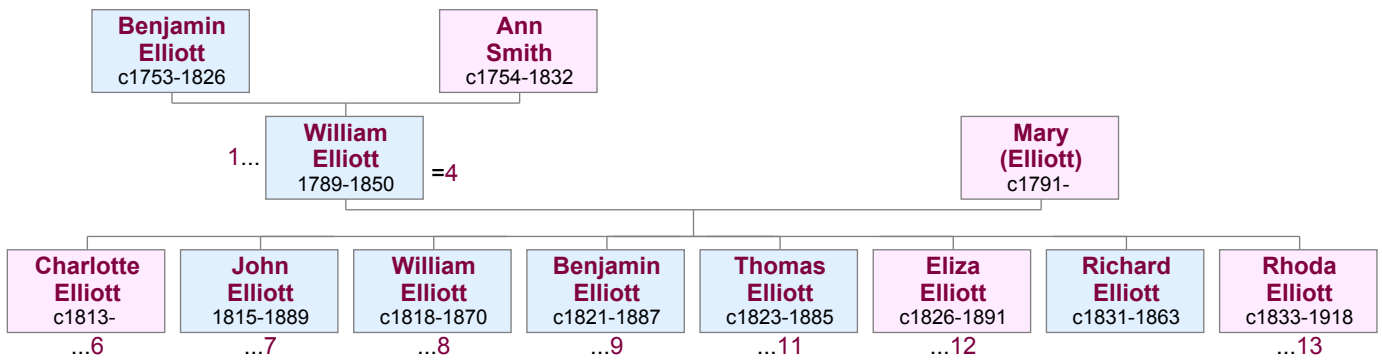 Benjamin
Elliott
c1753-1826
Ann
Smith
c1754-1832
1...
William
Elliott
1789-1850
=4
Mary
(Elliott)
c1791-
Charlotte
Elliott
c1813-
...6
John
Elliott
1815-1889
...7
William
Elliott
c1818-1870
...8
Benjamin
Elliott
c1821-1887
...9
Thomas
Elliott
c1823-1885
...11
Eliza
Elliott
c1826-1891
...12
Richard
Elliott
c1831-1863
Rhoda
Elliott
c1833-1918
...13